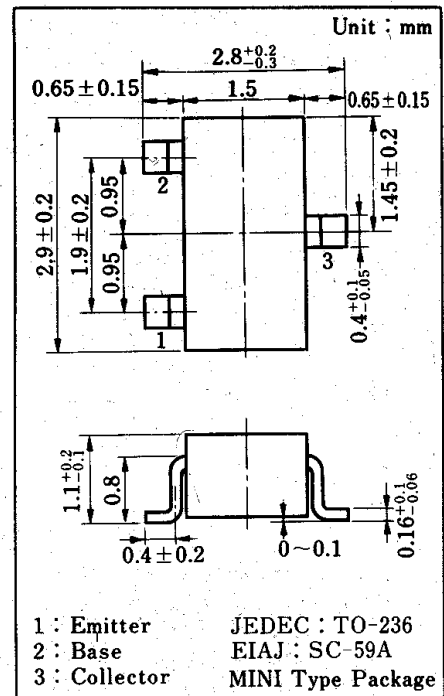 Unit : mm
2.8 +0.2 -0.3
0.65±0.15
1.5
0.65±0.15
2
0.95
0.95
1.9±0.2
2.9±0.2
1.45±0.2
3
0.4 +0.1 -0.05
1
1.1 +0.2 -0.1
0.8
0.4±0.2
0~0.1
0.16 +0.1 -0.06
1 : Emitter JEDEC : TO-236
2 : Base EIAJ : SC-59A
3 : Collector MINI Type Package